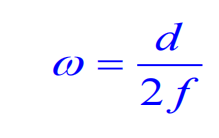 ω = d / 2f